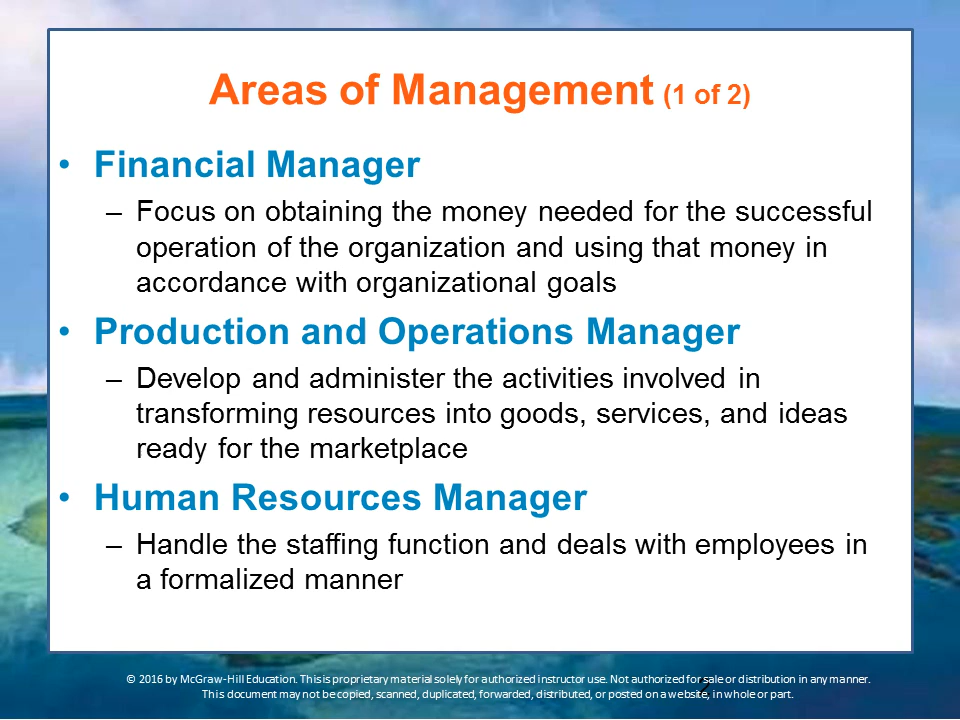 Areas of Management (1 of 2)
• Financial Manager
– Focus on obtaining the money needed for the successful
operation of the organization and using that money in
accordance with organizational goals
• Production and Operations Manager
– Develop and administer the activities involved in
transforming resources into goods, services, and ideas
ready for the marketplace
• Human Resources Manager
– Handle the staffing function and deals with employees in
a formalized manner
© 2016 by McGraw-Hill Education. This is proprietary material solely for authorized instructor use. Not authorized for sale or distribution in any manner.
This document may not be copied, scanned, duplicated, forwarded, distributed, or posted on a website, in whole or part.